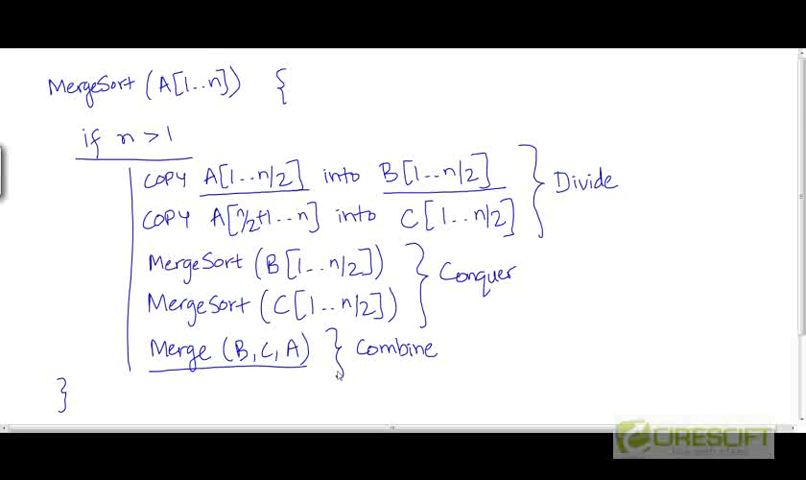 MergeSort (A[1..n]) {
if n > 1
COPY A[1..n/2] into B[1..n/2]
COPY A[n/2+1..n] into C[1..n/2]
} Divide
MergeSort (B[1..n/2])
MergeSort (C[1..n/2])
} Conquer
Merge (B,C,A) } Combine
}